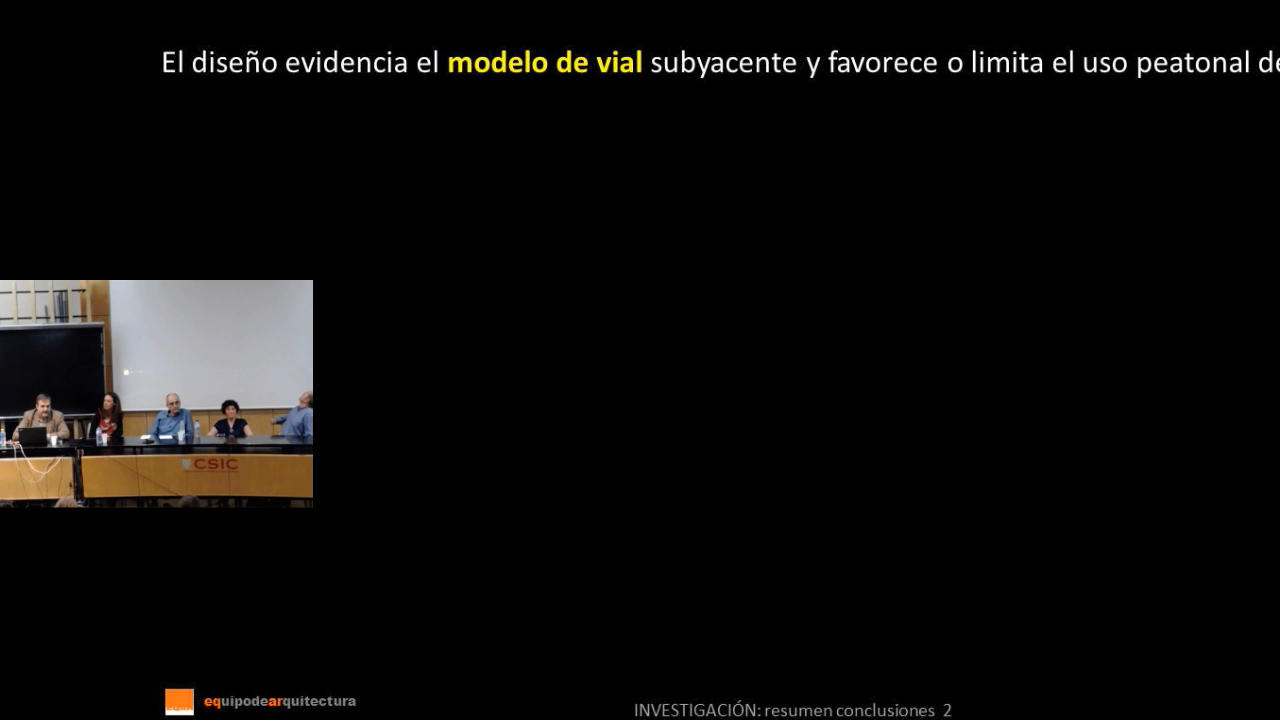 El diseño evidencia el modelo de vial subyacente y favorece o limita el uso peatonal de
CSIC
equipodearquitectura
INVESTIGACIÓN: resumen conclusiones 2